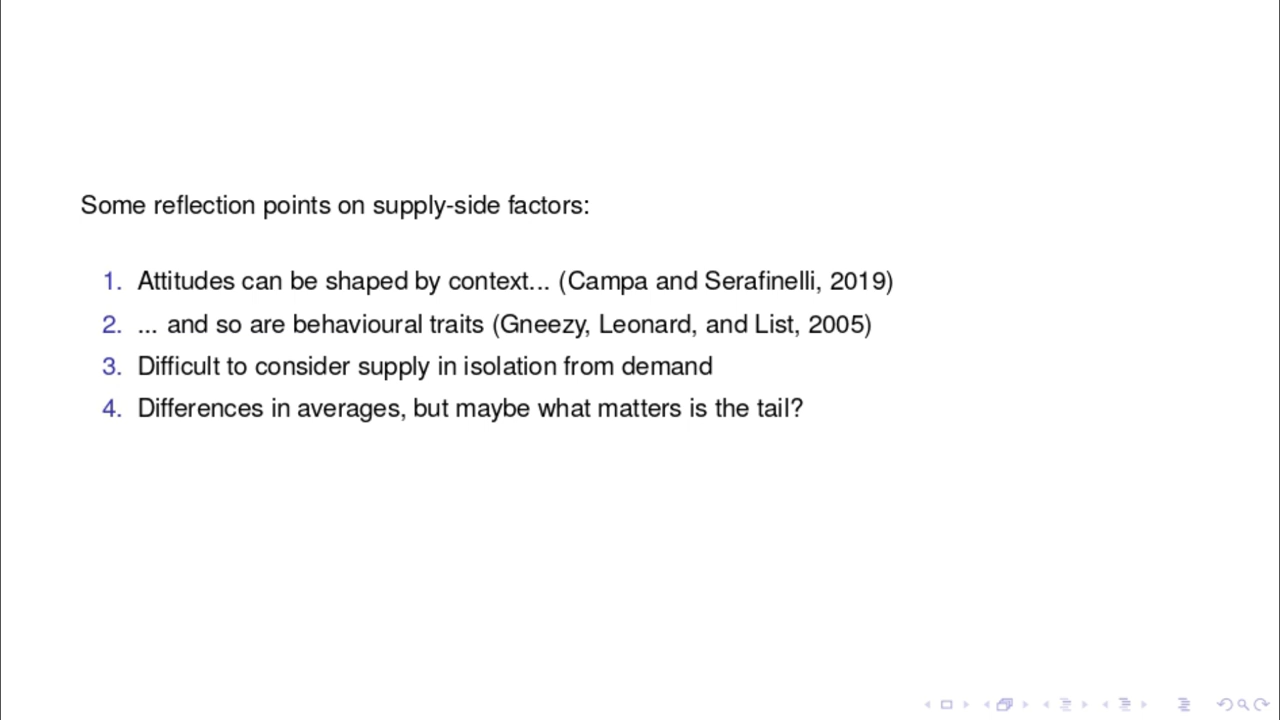 Some reflection points on supply-side factors:
1. Attitudes can be shaped by context... (Campa and Serafinelli, 2019)
2. ... and so are behavioural traits (Gneezy, Leonard, and List, 2005)
3. Difficult to consider supply in isolation from demand
4. Differences in averages, but maybe what matters is the tail?